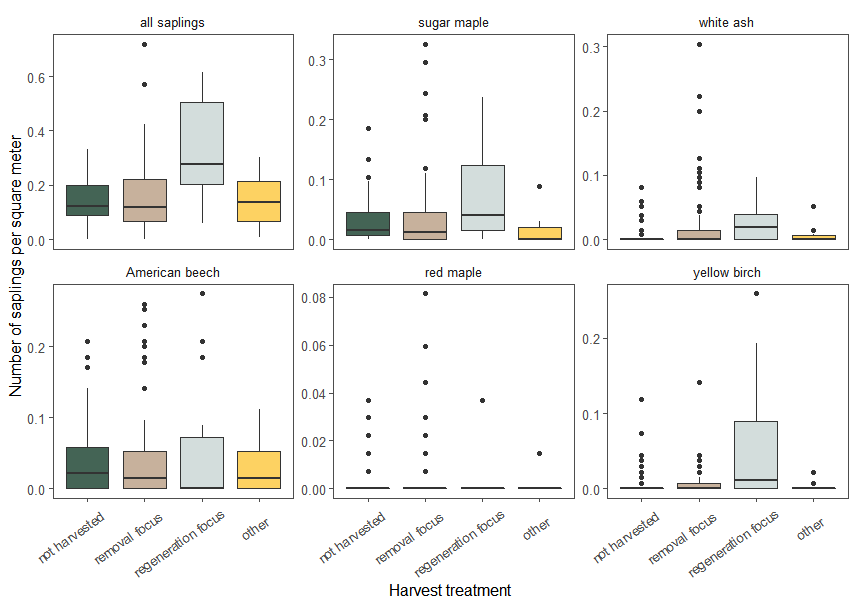 all saplings
sugar maple
white ash
0.6
0.4
0.2
0.0
0.3
0.2
0.1
0.0
0.3
0.2
0.1
0.0
American beech
red maple
yellow birch
0.2
0.1
0.0
0.08
0.06
0.04
0.02
0.00
0.2
0.1
0.0
Number of saplings per square meter
not harvested
removal focus
regeneration focus
other
not harvested
removal focus
regeneration focus
other
not harvested
removal focus
regeneration focus
other
Harvest treatment